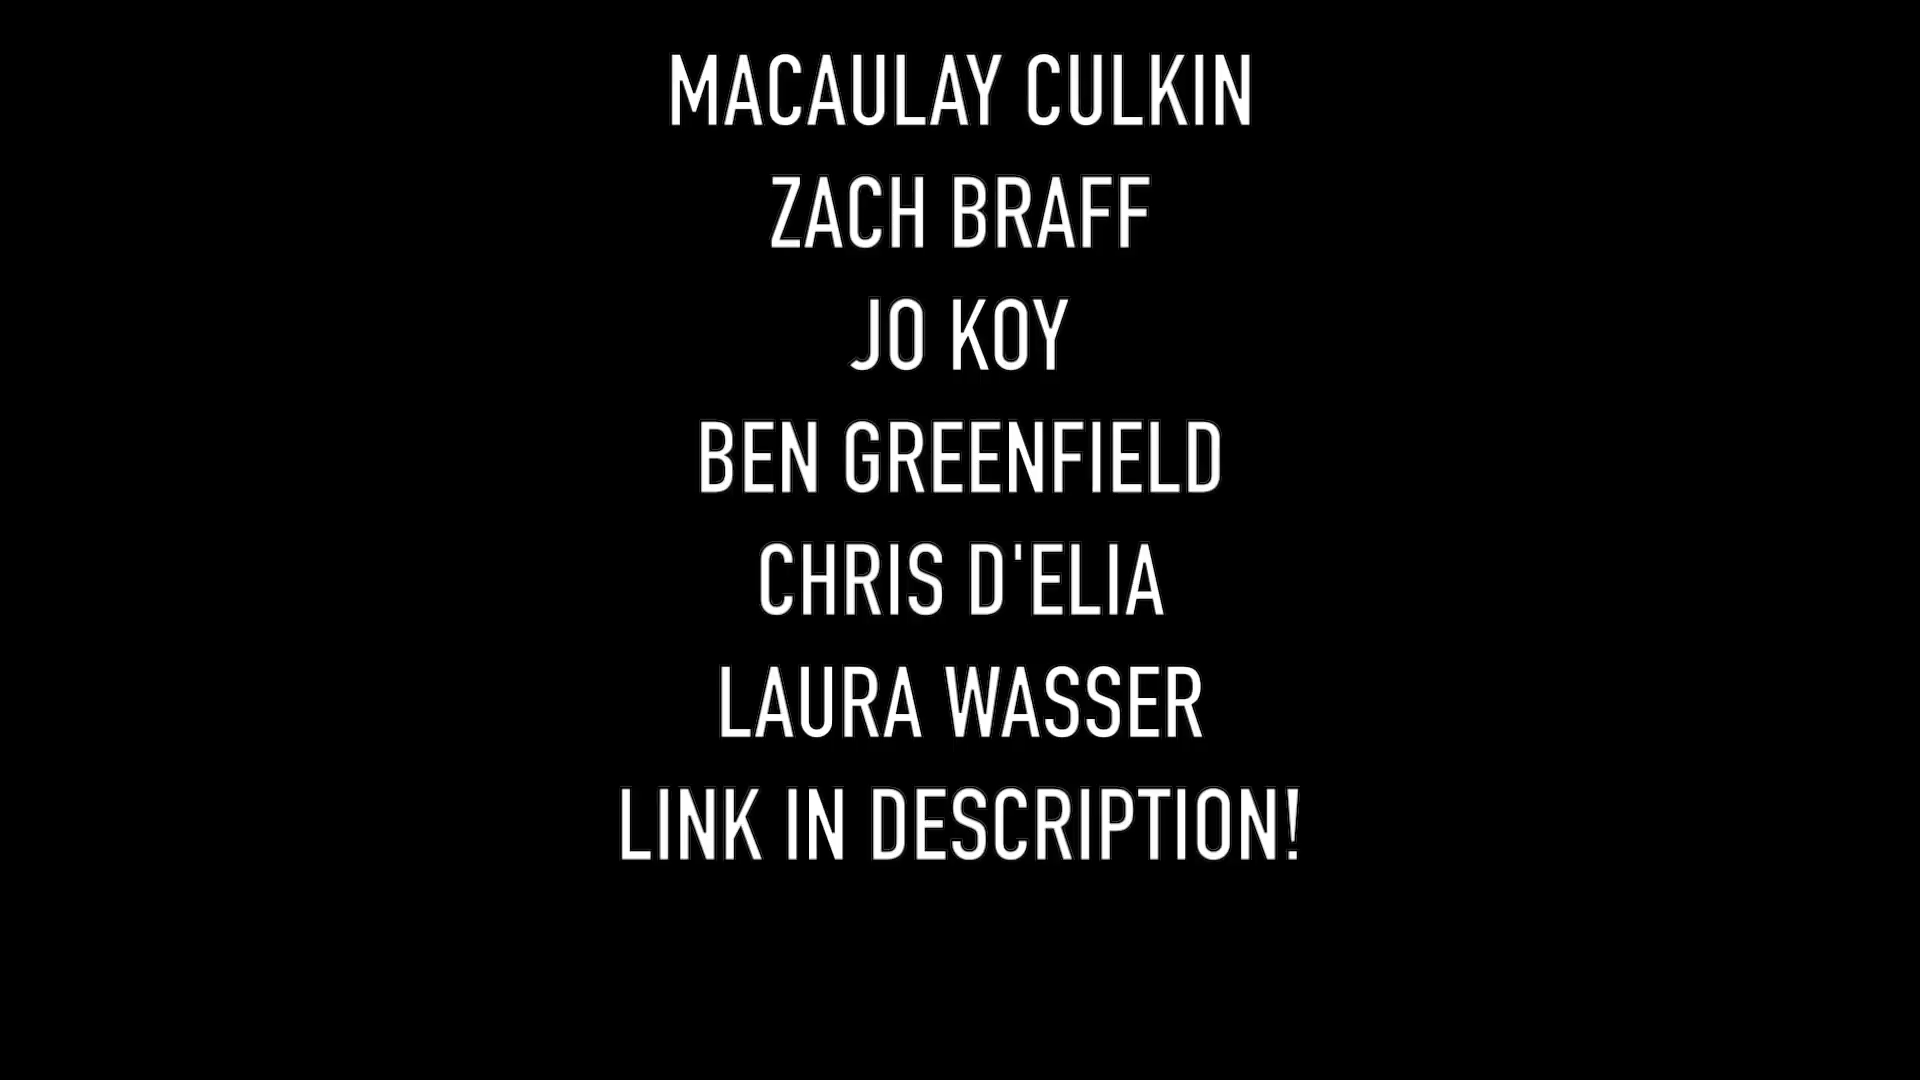 MACAULAY CULKIN
ZACH BRAFF
JO KOY
BEN GREENFIELD
CHRIS D'ELIA
LAURA WASSER
LINK IN DESCRIPTION!